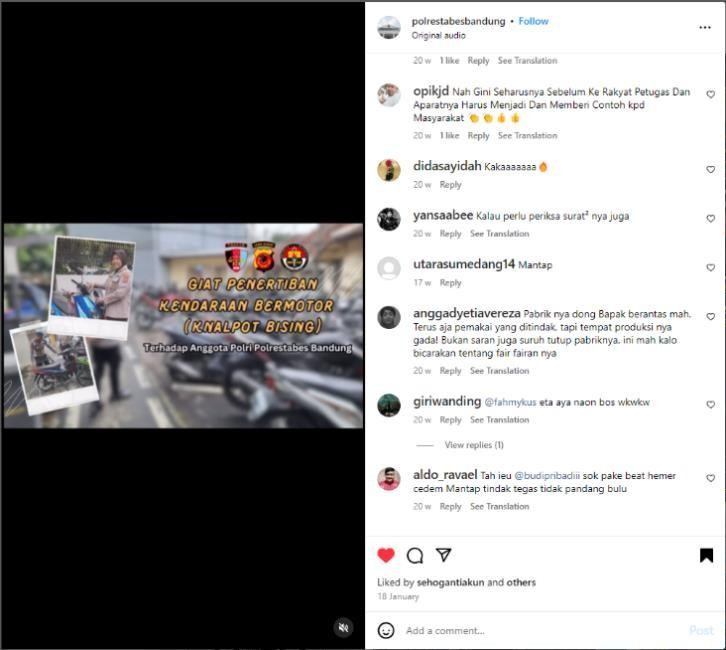 GIAT PENERTIBAN
KENDARAAN BERMOTOR
(KNALPOT BISING)
Terhadap Anggota Polri Polrestabes Bandung
polrestabesbandung • Follow
Original audio
20 w 1 like Reply See Translation
opikjd Nah Gini Seharusnya Sebelum Ke Rakyat Petugas Dan
Aparatnya Harus Menjadi Dan Memberi Contoh kpd
Masyarakat 👏 👏 👍 👍
20 w 1 like Reply See Translation
didasayidah Kakaaaaaaa🔥
20 w Reply
yansaabee Kalau perlu periksa surat² nya juga
20 w Reply See Translation
utarasumedang14 Mantap
17 w Reply
anggadyetiavereza Pabrik nya dong Bapak berantas mah.
Terus aja pemakai yang ditindak. tapi tempat produksi nya
gada! Bukan saran juga suruh tutup pabriknya. ini mah kalo
bicarakan tentang fair fairan nya
20 w Reply See Translation
giriwanding @fahmykus eta aya naon bos wkwkw
20 w Reply See Translation
View replies (1)
aldo_ravael Tah ieu @budipribadiii sok pake beat hemer
cedem Mantap tindak tegas tidak pandang bulu
20 w Reply See Translation
Liked by sehogantiakun and others
18 January
Add a comment...
Post